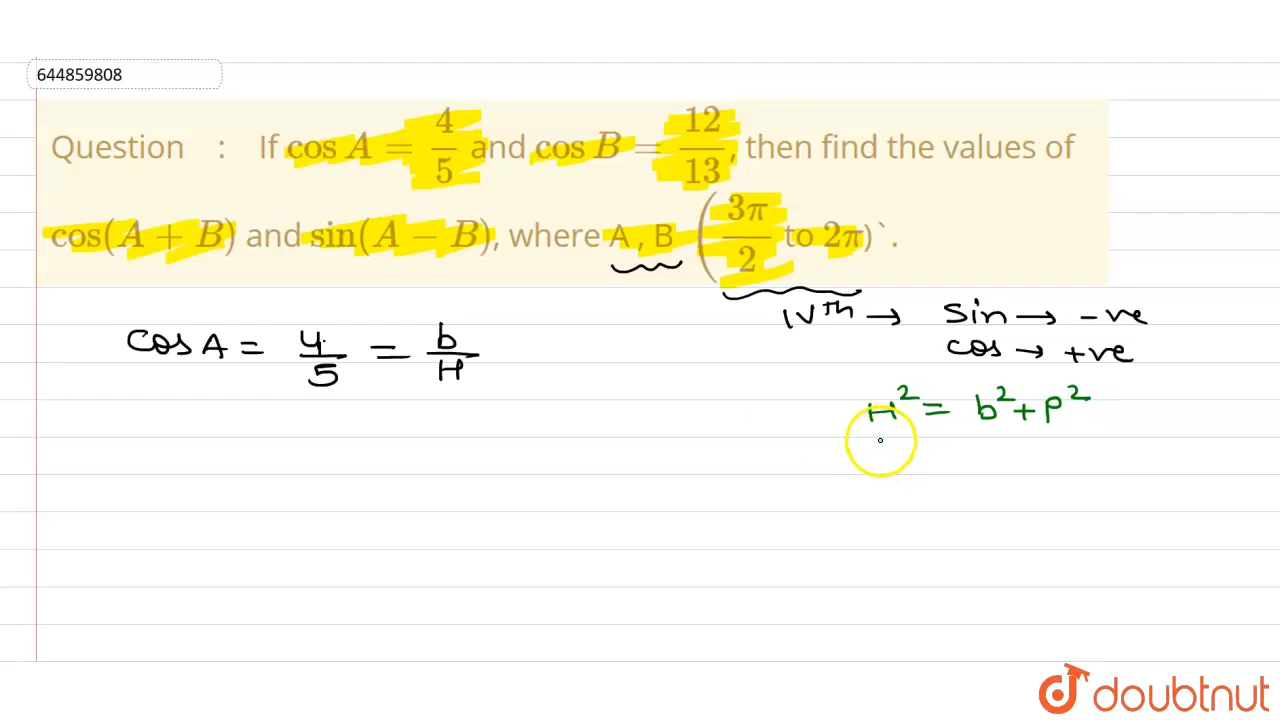 644859808
Question : If cos A = 4/5 and cos B = 12/13, then find the values of
cos(A + B) and sin(A − B), where A , B (3π/2 to 2π)`.
IVth → sin → -ve
cos → +ve
cos A = 4/5 = b/H
H² = b² + p²
doubtnut